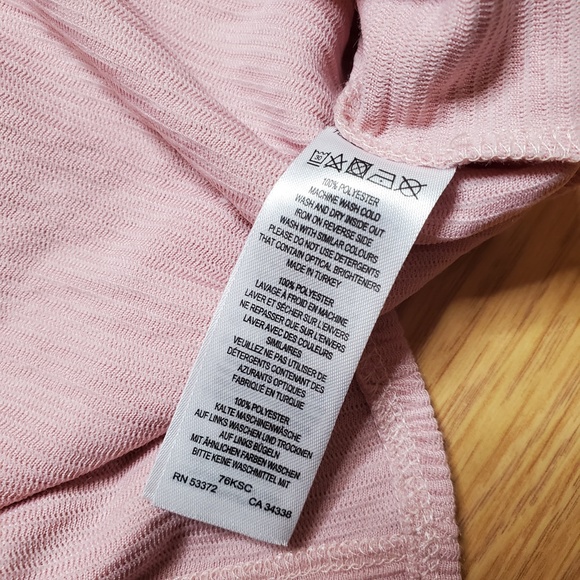 30
100% POLYESTER
MACHINE WASH COLD
WASH AND DRY INSIDE OUT
IRON ON REVERSE SIDE
WASH WITH SIMILAR COLOURS
PLEASE DO NOT USE DETERGENTS
THAT CONTAIN OPTICAL BRIGHTENERS
MADE IN TURKEY
100% POLYESTER
LAVAGE À FROID EN MACHINE
LAVER ET SÉCHER SUR L'ENVERS
NE REPASSER QUE SUR L'ENVERS
LAVER AVEC DES COULEURS
SIMILAIRES
VEUILLEZ NE PAS UTILISER DE
DÉTERGENTS CONTENANT DES
AZURANTS OPTIQUES
FABRIQUÉ EN TURQUIE
100% POLYESTER
KALTE MASCHINENWÄSCHE
AUF LINKS WASCHEN UND TROCKNEN
AUF LINKS BÜGELN
MIT ÄHNLICHEN FARBEN WASCHEN
BITTE KEINE WASCHMITTEL MIT
76KSC
RN 53372 CA 34338